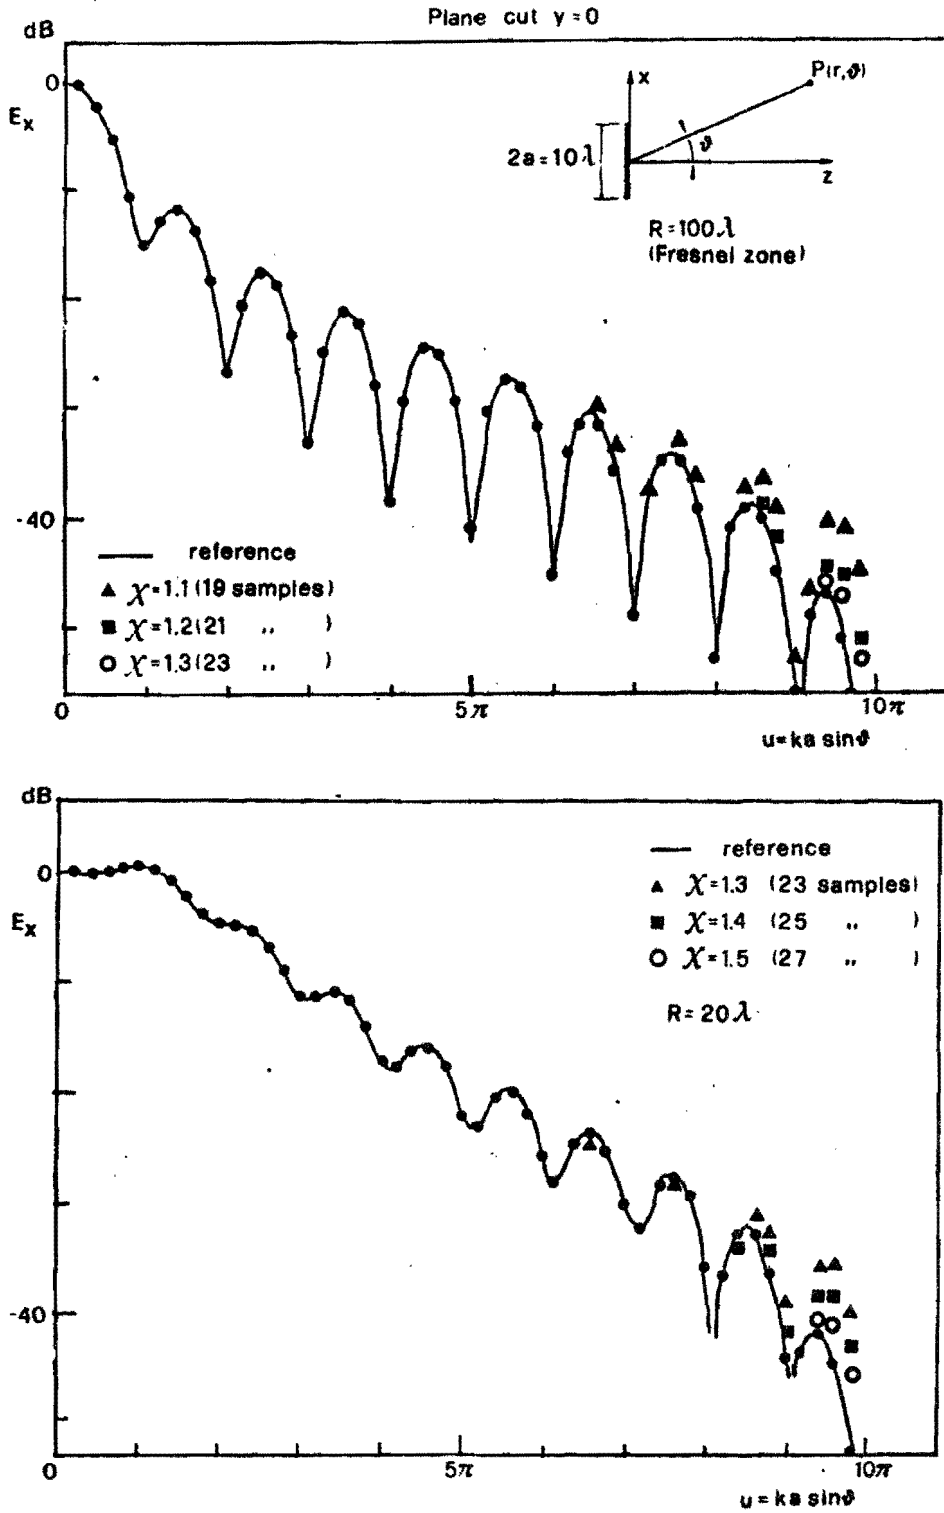 Plane cut y=0
dB
0
Ex
-40
x
P(r,ϑ)
ϑ
z
2a=10λ
R=100λ
(Fresnel zone)
reference
▲ χ=1.1 (19 samples)
■ χ=1.2 (21 ,, )
○ χ=1.3 (23 ,, )
0
5π
10π
u=ka sinϑ
dB
0
Ex
-40
reference
▲ χ=1.3 (23 samples)
■ χ=1.4 (25 ,, )
○ χ=1.5 (27 ,, )
R=20λ
0
5π
10π
u=ka sinϑ